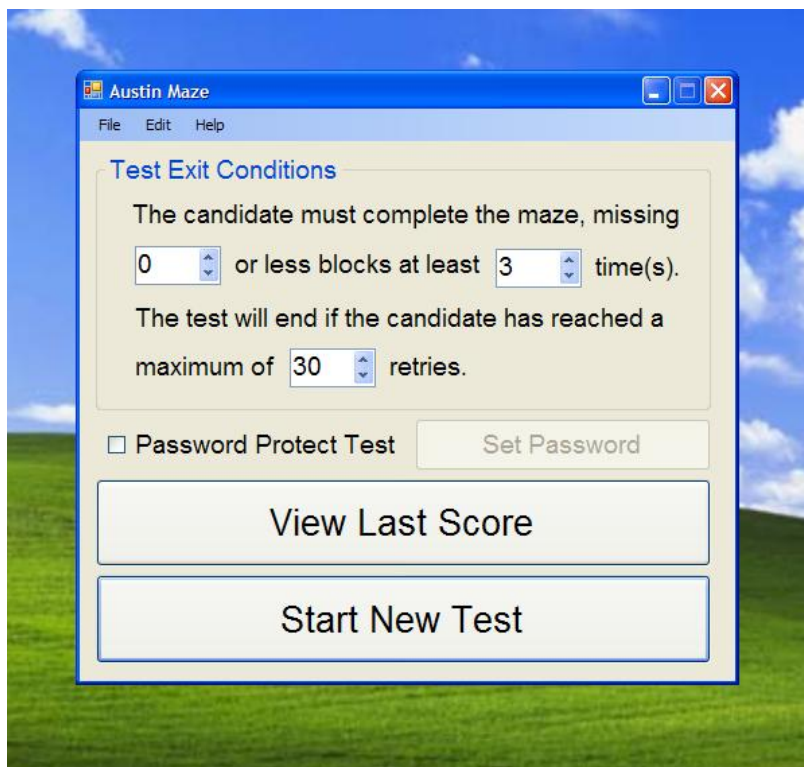 Austin Maze
File Edit Help
Test Exit Conditions
The candidate must complete the maze, missing
0 or less blocks at least 3 time(s).
The test will end if the candidate has reached a
maximum of 30 retries.
Password Protect Test Set Password
View Last Score
Start New Test